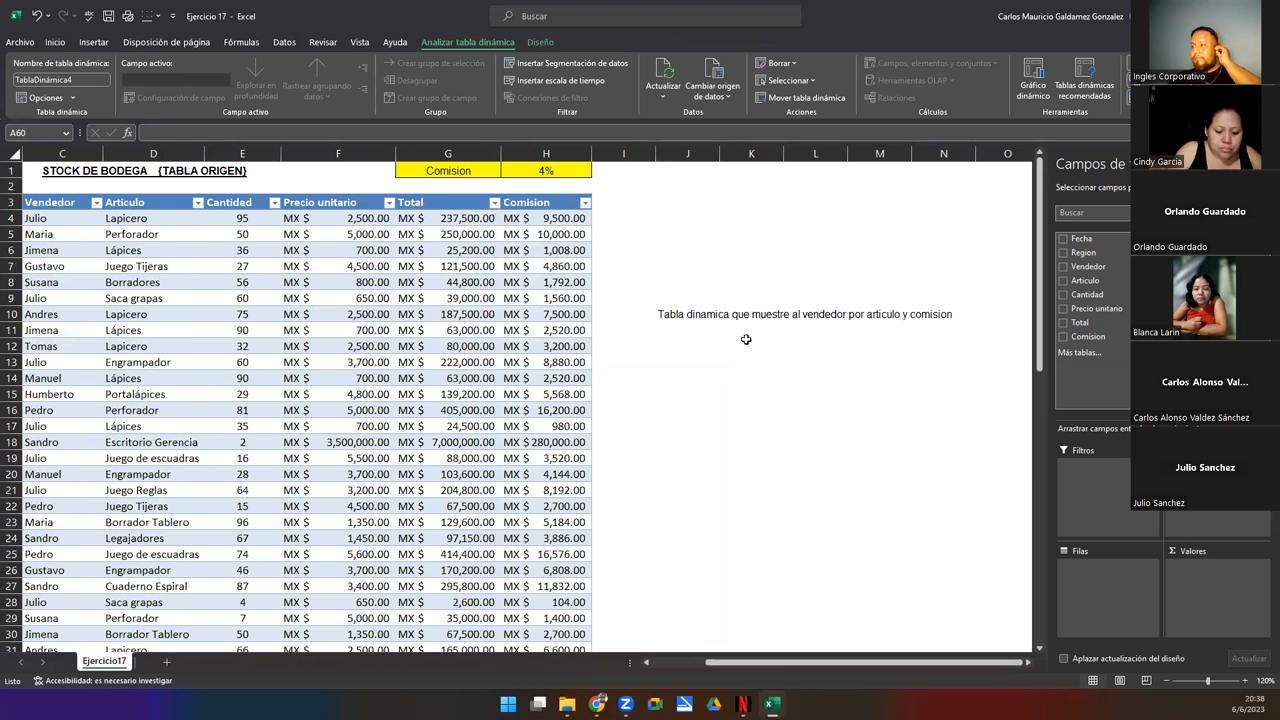 Ejercicio 17 - Excel
Buscar
Carlos Mauricio Galdamez Gonzalez
Archivo Inicio Insertar Disposición de página Fórmulas Datos Revisar Vista Ayuda Analizar tabla dinámica Diseño
Nombre de tabla dinámica:
TablaDinámica4
Opciones
Tabla dinámica
Campo activo:
Configuración de campo
Explorar en profundidad
Rastrear agrupando datos
Campo activo
Crear grupo de selección
Desagrupar
Crear grupo de campo
Grupo
Insertar Segmentación de datos
Insertar escala de tiempo
Conexiones de filtro
Filtrar
Actualizar
Cambiar origen de datos
Datos
Borrar
Seleccionar
Mover tabla dinámica
Acciones
Campos, elementos y conjuntos
Herramientas OLAP
Relaciones
Cálculos
Gráfico dinámico
Tablas dinámicas recomendadas
Herramientas
A60
fx
C D E F G H I J K L M N O
1 STOCK DE BODEGA {TABLA ORIGEN} Comision 4%
2
3 Vendedor Articulo Cantidad Precio unitario Total Comision
4 Julio Lapicero 95 MX $ 2,500.00 MX $ 237,500.00 MX $ 9,500.00
5 Maria Perforador 50 MX $ 5,000.00 MX $ 250,000.00 MX $ 10,000.00
6 Jimena Lápices 36 MX $ 700.00 MX $ 25,200.00 MX $ 1,008.00
7 Gustavo Juego Tijeras 27 MX $ 4,500.00 MX $ 121,500.00 MX $ 4,860.00
8 Susana Borradores 56 MX $ 800.00 MX $ 44,800.00 MX $ 1,792.00
9 Julio Saca grapas 60 MX $ 650.00 MX $ 39,000.00 MX $ 1,560.00
10 Andres Lapicero 75 MX $ 2,500.00 MX $ 187,500.00 MX $ 7,500.00 Tabla dinamica que muestre al vendedor por articulo y comision
11 Jimena Lápices 90 MX $ 700.00 MX $ 63,000.00 MX $ 2,520.00
12 Tomas Lapicero 32 MX $ 2,500.00 MX $ 80,000.00 MX $ 3,200.00
13 Julio Engrampador 60 MX $ 3,700.00 MX $ 222,000.00 MX $ 8,880.00
14 Manuel Lápices 90 MX $ 700.00 MX $ 63,000.00 MX $ 2,520.00
15 Humberto Portalápices 29 MX $ 4,800.00 MX $ 139,200.00 MX $ 5,568.00
16 Pedro Perforador 81 MX $ 5,000.00 MX $ 405,000.00 MX $ 16,200.00
17 Julio Lápices 35 MX $ 700.00 MX $ 24,500.00 MX $ 980.00
18 Sandro Escritorio Gerencia 2 MX $ 3,500,000.00 MX $ 7,000,000.00 MX $ 280,000.00
19 Julio Juego de escuadras 16 MX $ 5,500.00 MX $ 88,000.00 MX $ 3,520.00
20 Manuel Engrampador 28 MX $ 3,700.00 MX $ 103,600.00 MX $ 4,144.00
21 Julio Juego Reglas 64 MX $ 3,200.00 MX $ 204,800.00 MX $ 8,192.00
22 Pedro Juego Tijeras 15 MX $ 4,500.00 MX $ 67,500.00 MX $ 2,700.00
23 Maria Borrador Tablero 96 MX $ 1,350.00 MX $ 129,600.00 MX $ 5,184.00
24 Sandro Legajadores 67 MX $ 1,450.00 MX $ 97,150.00 MX $ 3,886.00
25 Pedro Juego de escuadras 74 MX $ 5,600.00 MX $ 414,400.00 MX $ 16,576.00
26 Gustavo Engrampador 46 MX $ 3,700.00 MX $ 170,200.00 MX $ 6,808.00
27 Sandro Cuaderno Espiral 87 MX $ 3,400.00 MX $ 295,800.00 MX $ 11,832.00
28 Julio Saca grapas 4 MX $ 650.00 MX $ 2,600.00 MX $ 104.00
29 Susana Perforador 7 MX $ 5,000.00 MX $ 35,000.00 MX $ 1,400.00
30 Jimena Borrador Tablero 50 MX $ 1,350.00 MX $ 67,500.00 MX $ 2,700.00
31 Andres Lapicero 66 MX $ 2,500.00 MX $ 165,000.00 MX $ 6,600.00
Ejercicio17
Listo
Accesibilidad: es necesario investigar
120%
Campos de
Seleccionar campos p
Buscar
Fecha
Region
Vendedor
Articulo
Cantidad
Precio unitario
Total
Comision
Más tablas...
Arrastrar campos ent
Filtros
Filas
Valores
Aplazar actualización del diseño
Actualizar
Ingles Corporativo
Cindy Garcia
Orlando Guardado
Orlando Guardado
Blanca Larin
Carlos Alonso Val...
Carlos Alonso Valdez Sánchez
Julio Sanchez
Julio Sanchez
20:38
6/6/2023